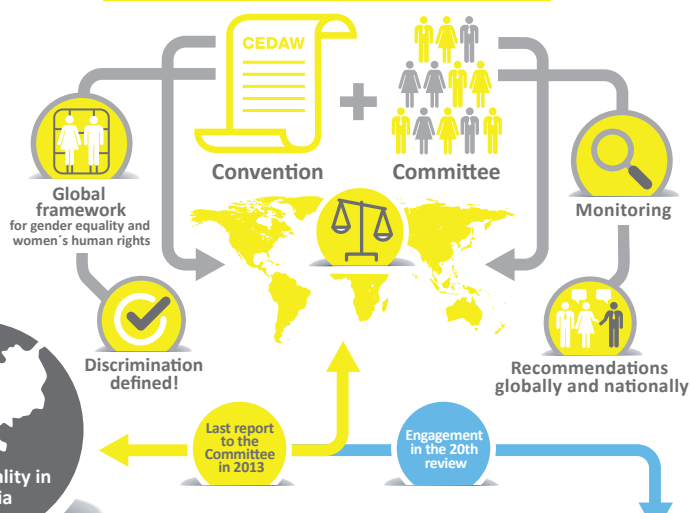 CEDAW
Convention
Committee
Global
framework
for gender equality and
women´s human rights
Monitoring
Discrimination
defined!
Recommendations
globally and nationally
Last report
to the
Committee
in 2013
Engagement
in the 20th
review
in